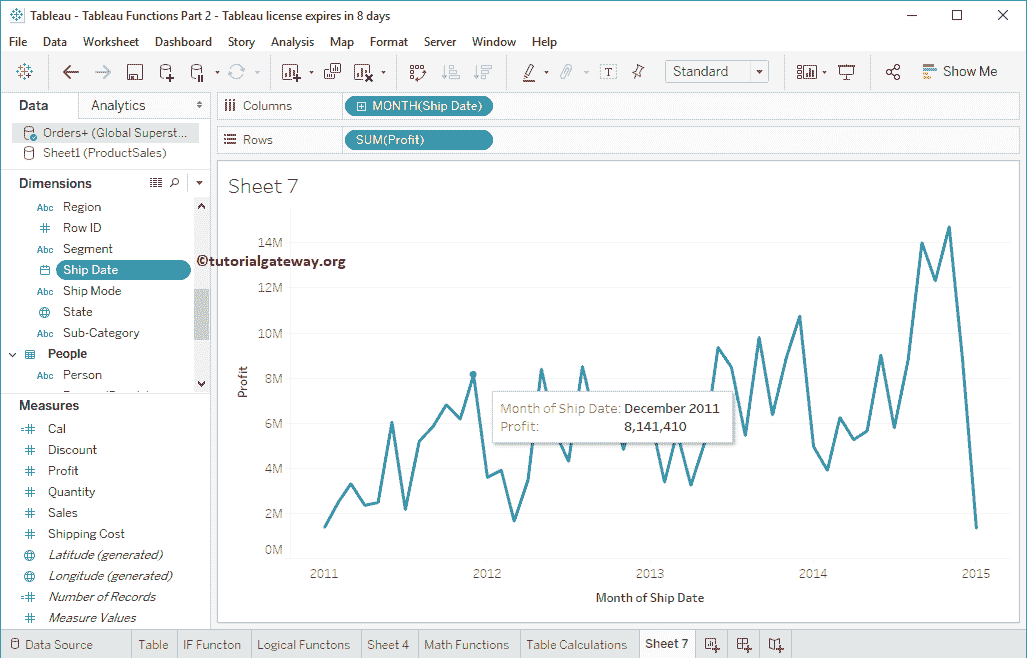 Tableau - Tableau Functions Part 2 - Tableau license expires in 8 days
File Data Worksheet Dashboard Story Analysis Map Format Server Window Help
Standard Show Me
Data Analytics
Columns MONTH(Ship Date)
Rows SUM(Profit)
Orders+ (Global Superst...
Sheet1 (ProductSales)
Dimensions
Abc Region
Row ID
Abc Segment
Ship Date
Abc Ship Mode
State
Abc Sub-Category
People
Abc Person
Measures
Cal
Discount
Profit
Quantity
Sales
Shipping Cost
Latitude (generated)
Longitude (generated)
Number of Records
Measure Values
©tutorialgateway.org
Sheet 7
Profit
14M
12M
10M
8M
6M
4M
2M
0M
Month of Ship Date: December 2011
Profit: 8,141,410
2011 2012 2013 2014 2015
Month of Ship Date
Data Source Table IF Functon Logical Functons Sheet 4 Math Functions Table Calculations Sheet 7